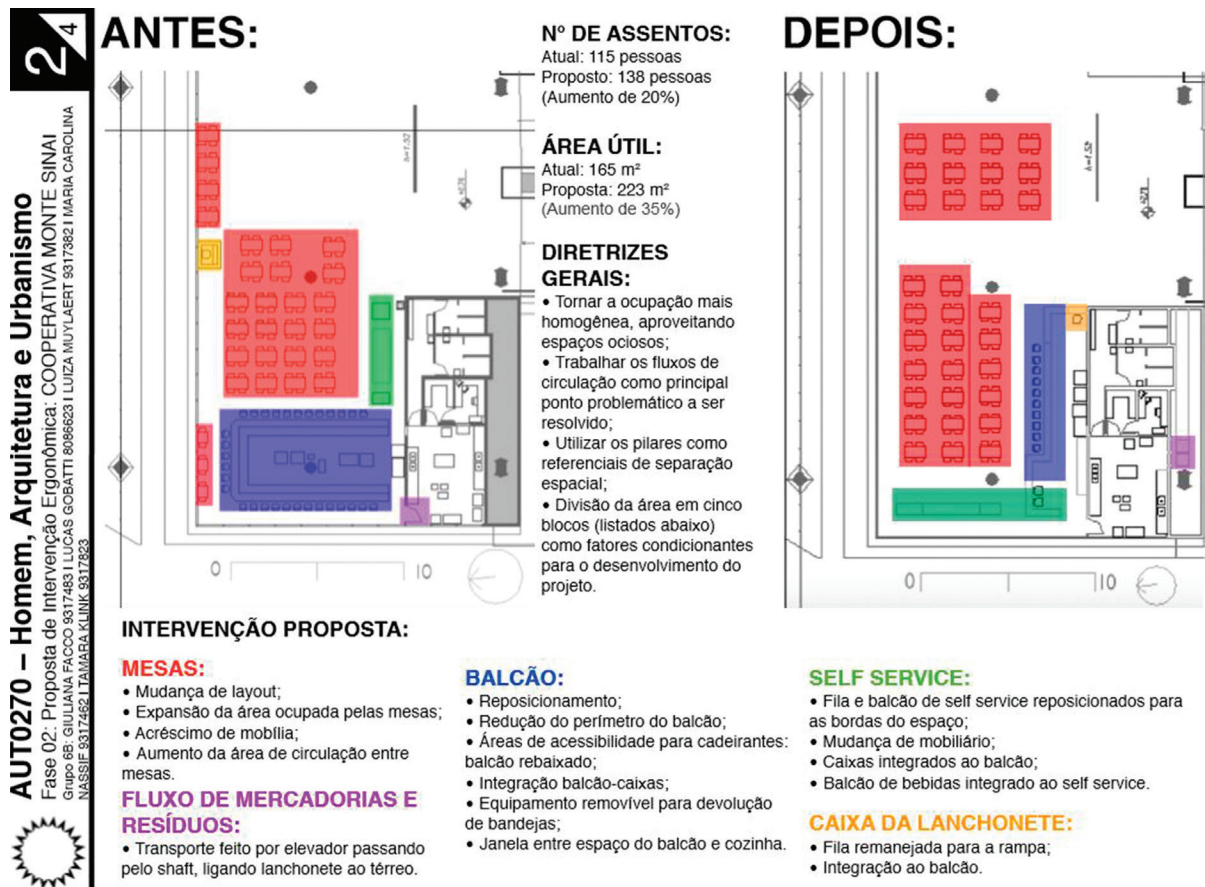 2/4
AUT0270 – Homem, Arquitetura e Urbanismo
Fase 02: Proposta de Intervenção Ergonômica: COOPERATIVA MONTE SINAI
Grupo 6B: GIULIANA FACCO 9317483 I LUCAS GOBATTI 8086623 I LUIZA MUYLAERT 9317382 I MARIA CAROLINA
NASSIF 9317462 I TAMARA KLINK 9317823
ANTES:
h=1.52
0
10
Nº DE ASSENTOS:
Atual: 115 pessoas
Proposto: 138 pessoas
(Aumento de 20%)
ÁREA ÚTIL:
Atual: 165 m²
Proposta: 223 m²
(Aumento de 35%)
DIRETRIZES
GERAIS:
• Tornar a ocupação mais
homogênea, aproveitando
espaços ociosos;
• Trabalhar os fluxos de
circulação como principal
ponto problemático a ser
resolvido;
• Utilizar os pilares como
referenciais de separação
espacial;
• Divisão da área em cinco
blocos (listados abaixo)
como fatores condicionantes
para o desenvolvimento do
projeto.
DEPOIS:
h=1.52
0
10
INTERVENÇÃO PROPOSTA:
MESAS:
• Mudança de layout;
• Expansão da área ocupada pelas mesas;
• Acréscimo de mobília;
• Aumento da área de circulação entre
mesas.
FLUXO DE MERCADORIAS E
RESÍDUOS:
• Transporte feito por elevador passando
pelo shaft, ligando lanchonete ao térreo.
BALCÃO:
• Reposicionamento;
• Redução do perímetro do balcão;
• Áreas de acessibilidade para cadeirantes:
balcão rebaixado;
• Integração balcão-caixas;
• Equipamento removível para devolução
de bandejas;
• Janela entre espaço do balcão e cozinha.
SELF SERVICE:
• Fila e balcão de self service reposicionados para
as bordas do espaço;
• Mudança de mobiliário;
• Caixas integrados ao balcão;
• Balcão de bebidas integrado ao self service.
CAIXA DA LANCHONETE:
• Fila remanejada para a rampa;
• Integração ao balcão.